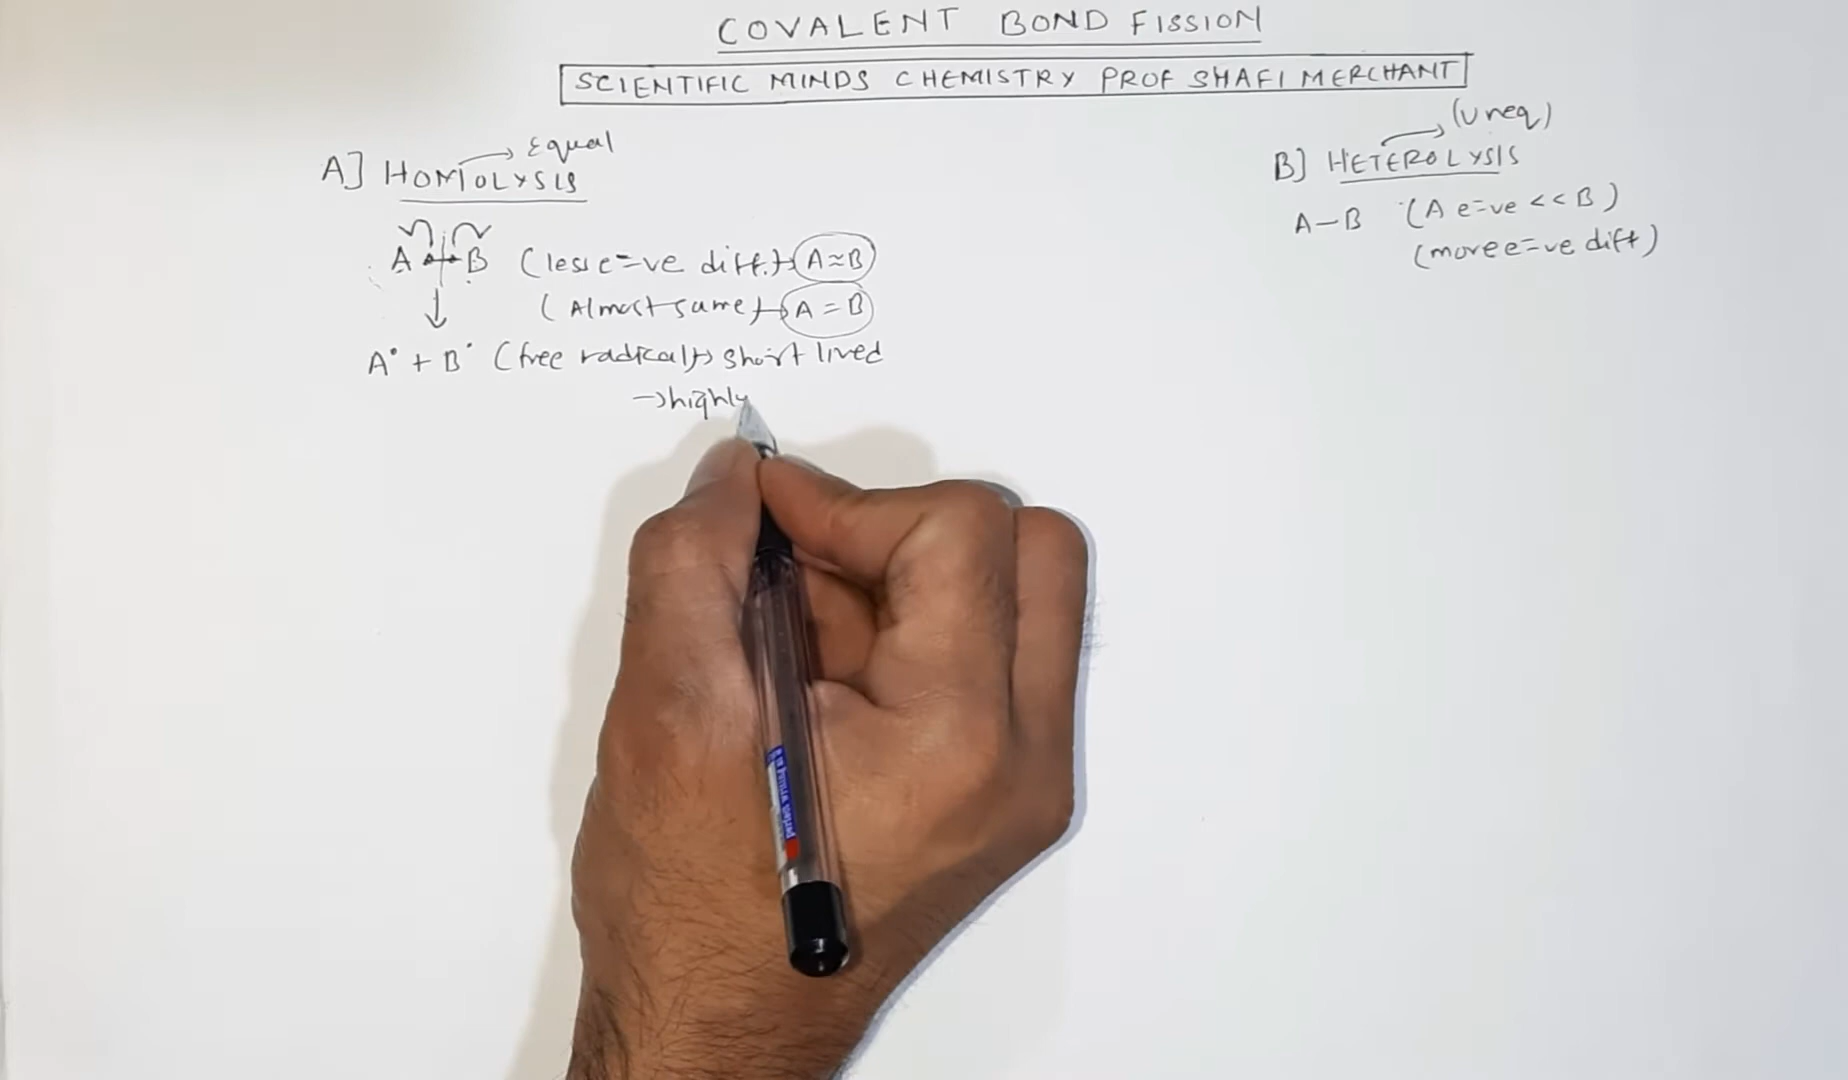 COVALENT BOND FISSION
SCIENTIFIC MINDS CHEMISTRY PROF SHAFI MERCHANT
A] HOMOLYSIS → Equal
A B (less e=ve diff.) → A≈B
(Almost same) → A = B
↓
A• + B• (free radical) → short lived
→ highly
B] HETEROLYSIS → (Uneq)
A–B (A e=ve << B)
(more e=ve diff)